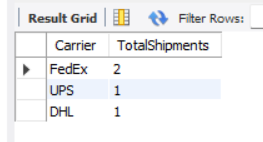 Result Grid Filter Rows:
Carrier TotalShipments
FedEx 2
UPS 1
DHL 1